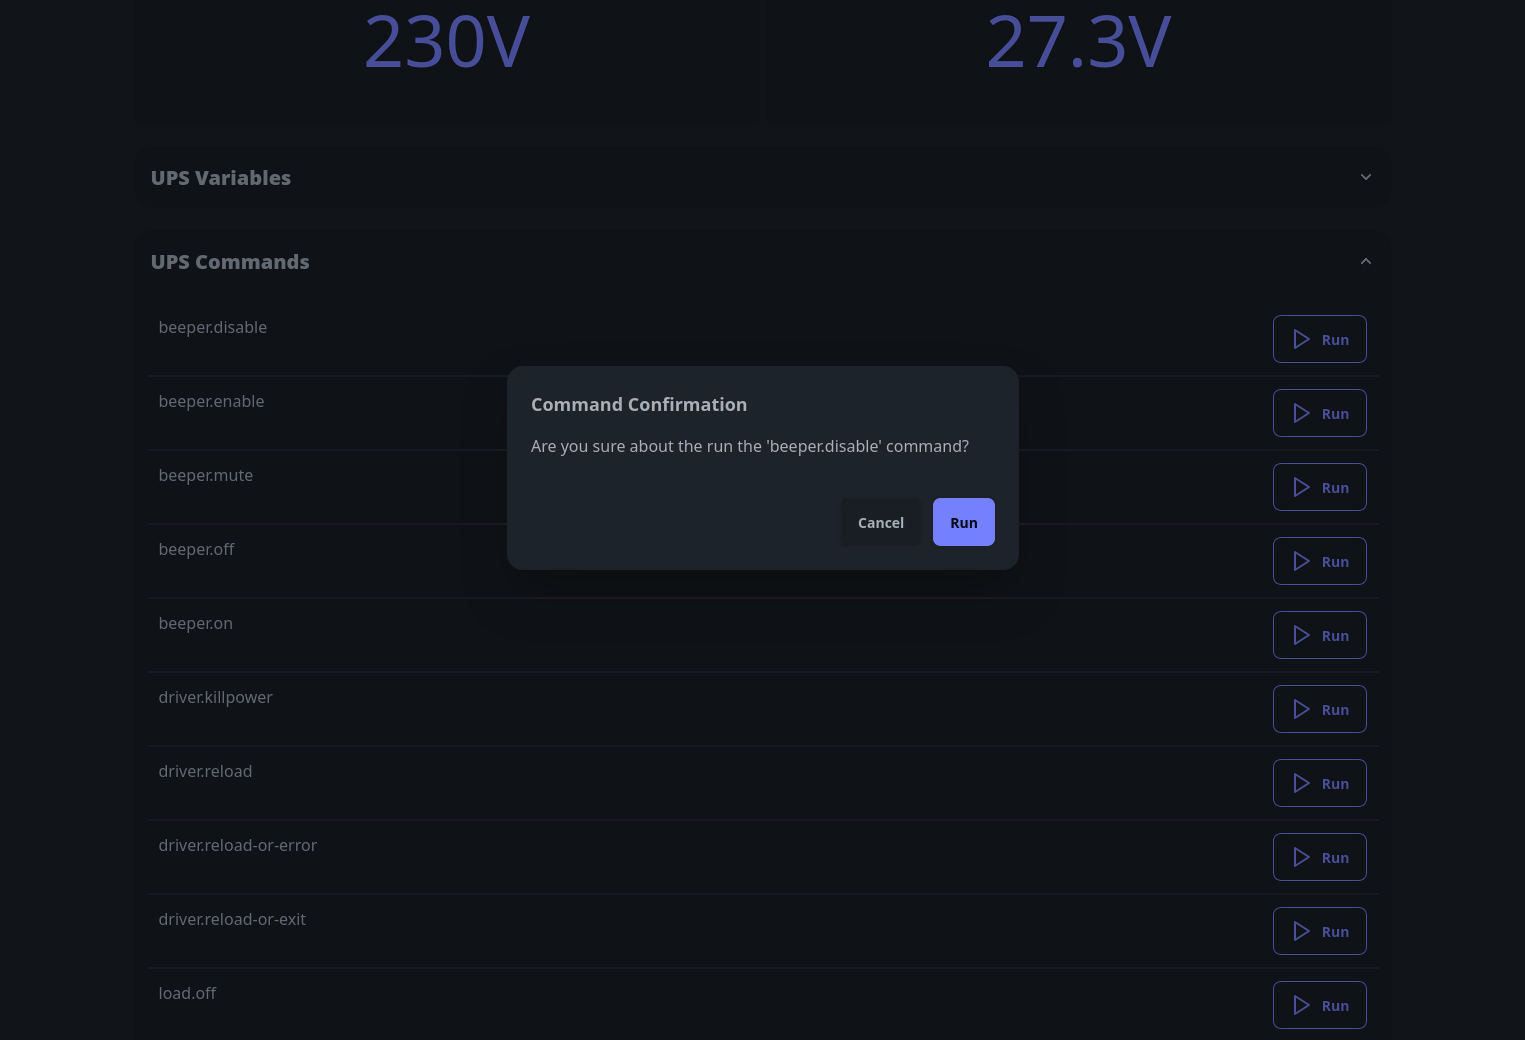 230V
27.3V
UPS Variables
UPS Commands
beeper.disable
Run
beeper.enable
Run
Command Confirmation
Are you sure about the run the 'beeper.disable' command?
Cancel
Run
beeper.mute
Run
beeper.off
Run
beeper.on
Run
driver.killpower
Run
driver.reload
Run
driver.reload-or-error
Run
driver.reload-or-exit
Run
load.off
Run